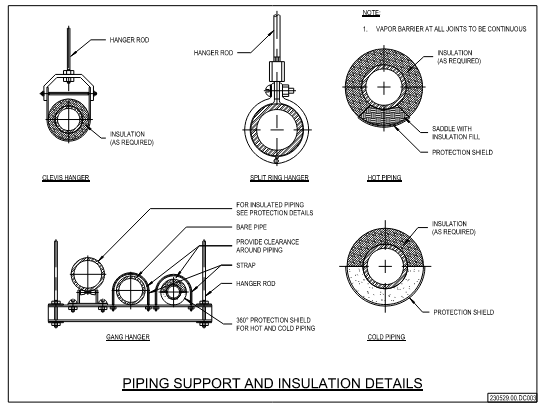 NOTE:
1. VAPOR BARRIER AT ALL JOINTS TO BE CONTINUOUS
HANGER ROD
INSULATION
(AS REQUIRED)
CLEVIS HANGER
HANGER ROD
SPLIT RING HANGER
INSULATION
(AS REQUIRED)
SADDLE WITH
INSULATION FILL
PROTECTION SHIELD
HOT PIPING
FOR INSULATED PIPING
SEE PROTECTION DETAILS
BARE PIPE
PROVIDE CLEARANCE
AROUND PIPING
STRAP
HANGER ROD
360° PROTECTION SHIELD
FOR HOT AND COLD PIPING
GANG HANGER
INSULATION
(AS REQUIRED)
PROTECTION SHIELD
COLD PIPING
PIPING SUPPORT AND INSULATION DETAILS
230529.00.DC003